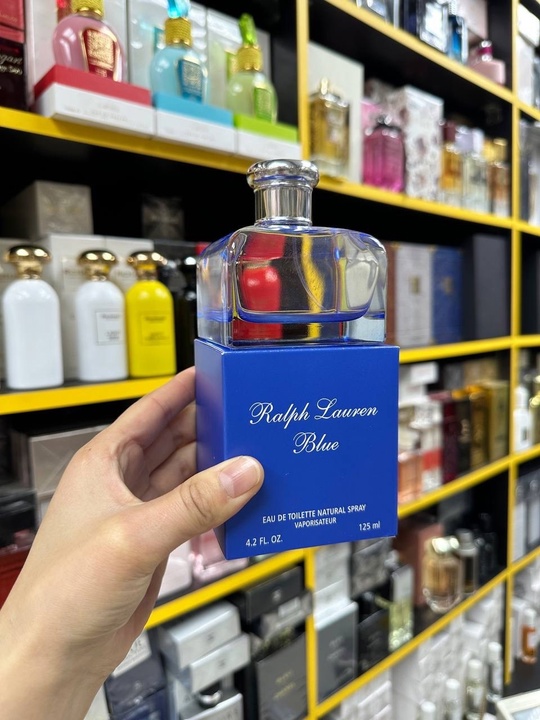 Ralph Lauren
Blue
EAU DE TOILETTE NATURAL SPRAY
VAPORISATEUR
4.2 FL. OZ. 125 ml